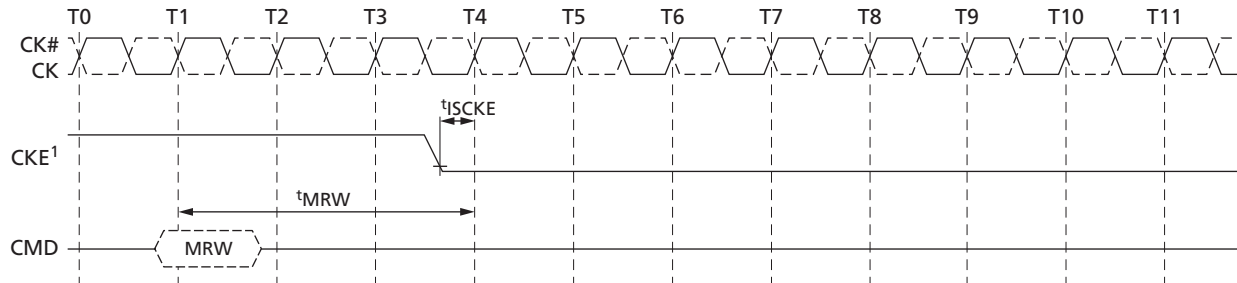 T0 T1 T2 T3 T4 T5 T6 T7 T8 T9 T10 T11
CK#
CK
tISCKE
CKE1
tMRW
CMD MRW